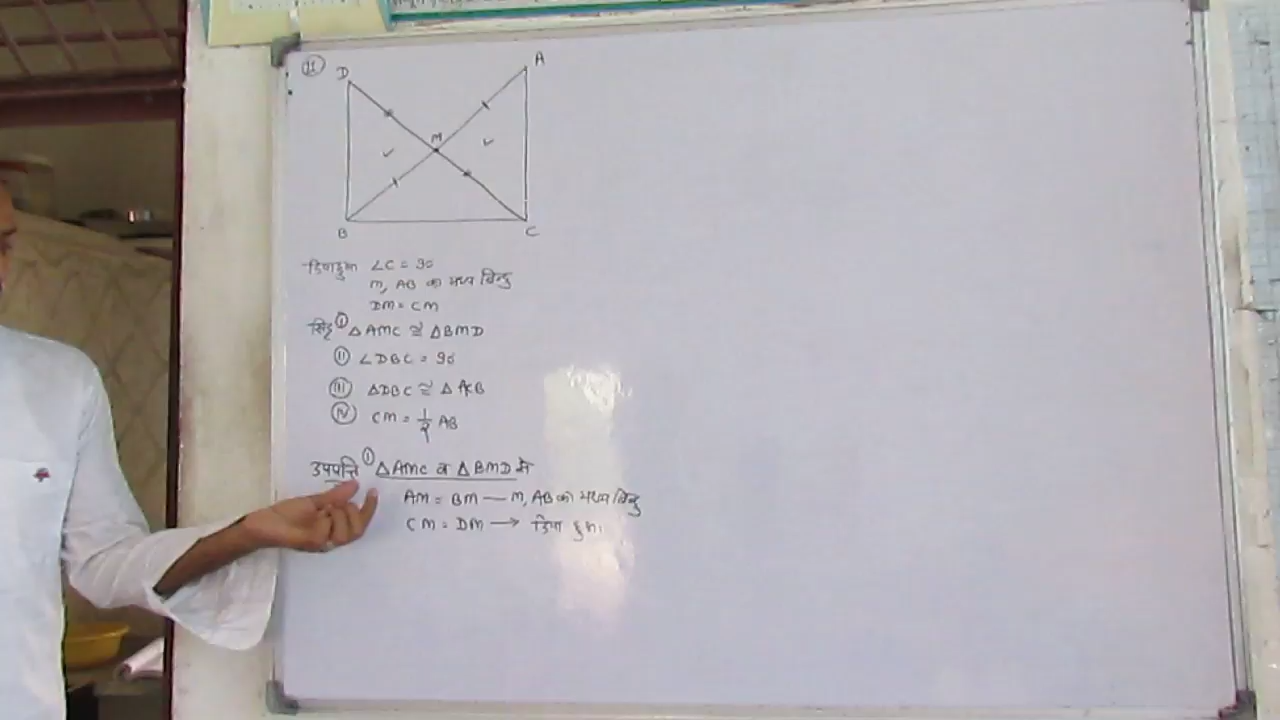 11
D A
M
B C
दिया हुआ ∠C = 90
M, AB का मध्य बिन्दु
DM = CM
सिद्ध ① △AMC ≅ △BMD
② ∠DBC = 90
③ △DBC ≅ △ACB
④ CM = 1/2 AB
उपपत्ति ① △AMC व △BMD में
AM = BM — M, AB का मध्य बिन्दु
CM = DM → दिया हुआ